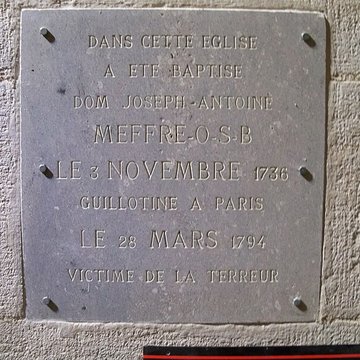 DANS CETTE EGLISE
A ETE BAPTISE
DOM JOSEPH-ANTOINE
MEFFRE-O-S-B
LE 3 NOVEMBRE 1736
GUILLOTINE A PARIS
LE 28 MARS 1794
VICTIME DE LA TERREUR